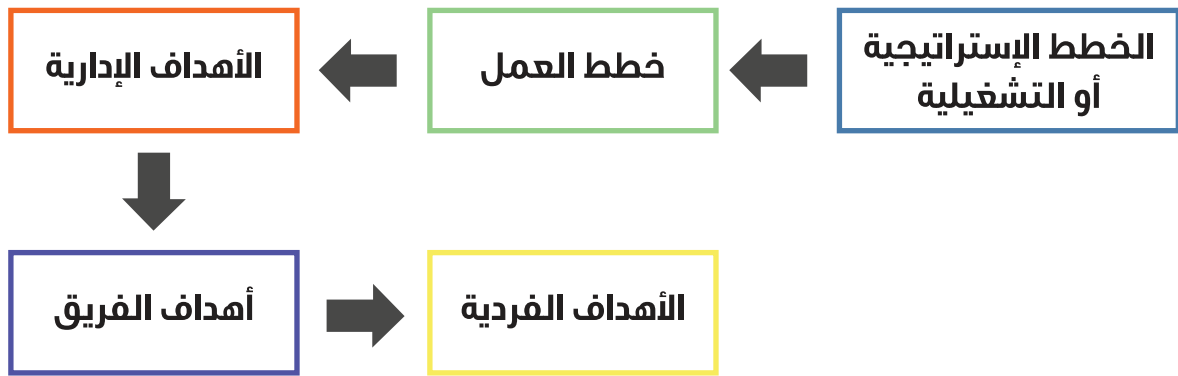 الخطط الإستراتيجية
أو التشغيلية
خطط العمل
الأهداف الإدارية
أهداف الفريق
الأهداف الفردية